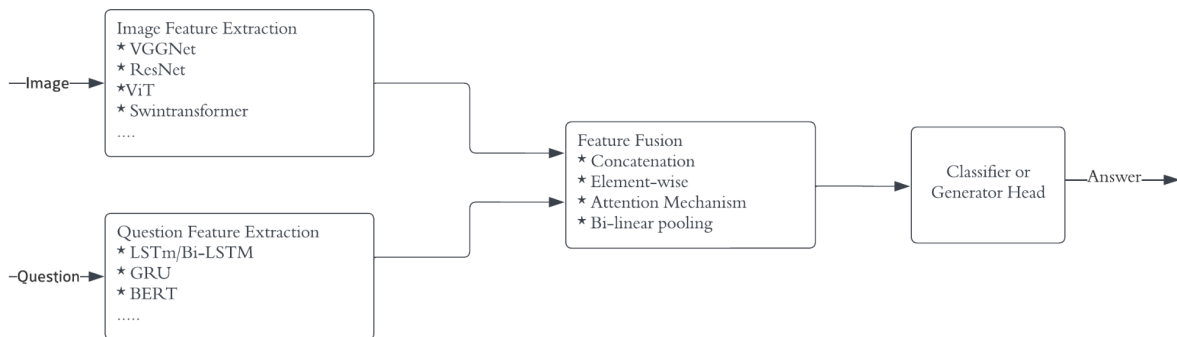 Image
Image Feature Extraction
* VGGNet
* ResNet
*ViT
* Swintransformer
....
Question
Question Feature Extraction
* LSTm/Bi-LSTM
* GRU
* BERT
.....
Feature Fusion
* Concatenation
* Element-wise
* Attention Mechanism
* Bi-linear pooling
Classifier or
Generator Head
Answer